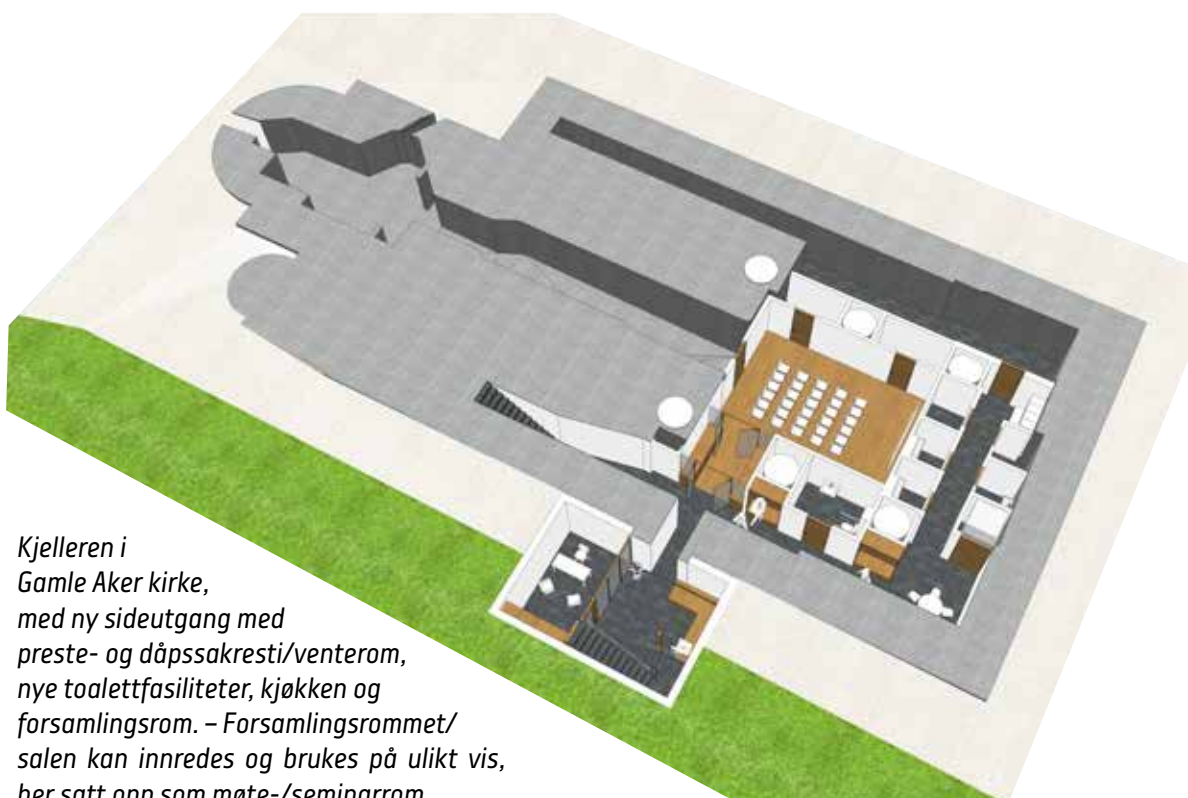 Kjelleren i
Gamle Aker kirke,
med ny sideutgang med
preste- og dåpssakresti/venterom,
nye toalettfasiliteter, kjøkken og
forsamlingsrom. – Forsamlingsrommet/
salen kan innredes og brukes på ulikt vis,
her satt opp som møte-/seminarrom